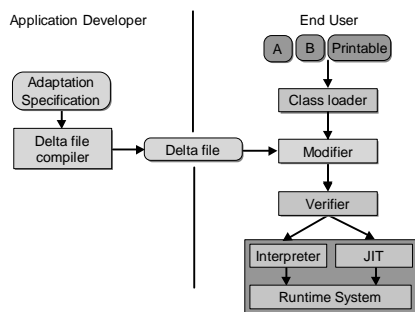 Application Developer
End User
A
B
Printable
Adaptation
Specification
Class loader
Delta file
compiler
Delta file
Modifier
Verifier
Interpreter
JIT
Runtime System